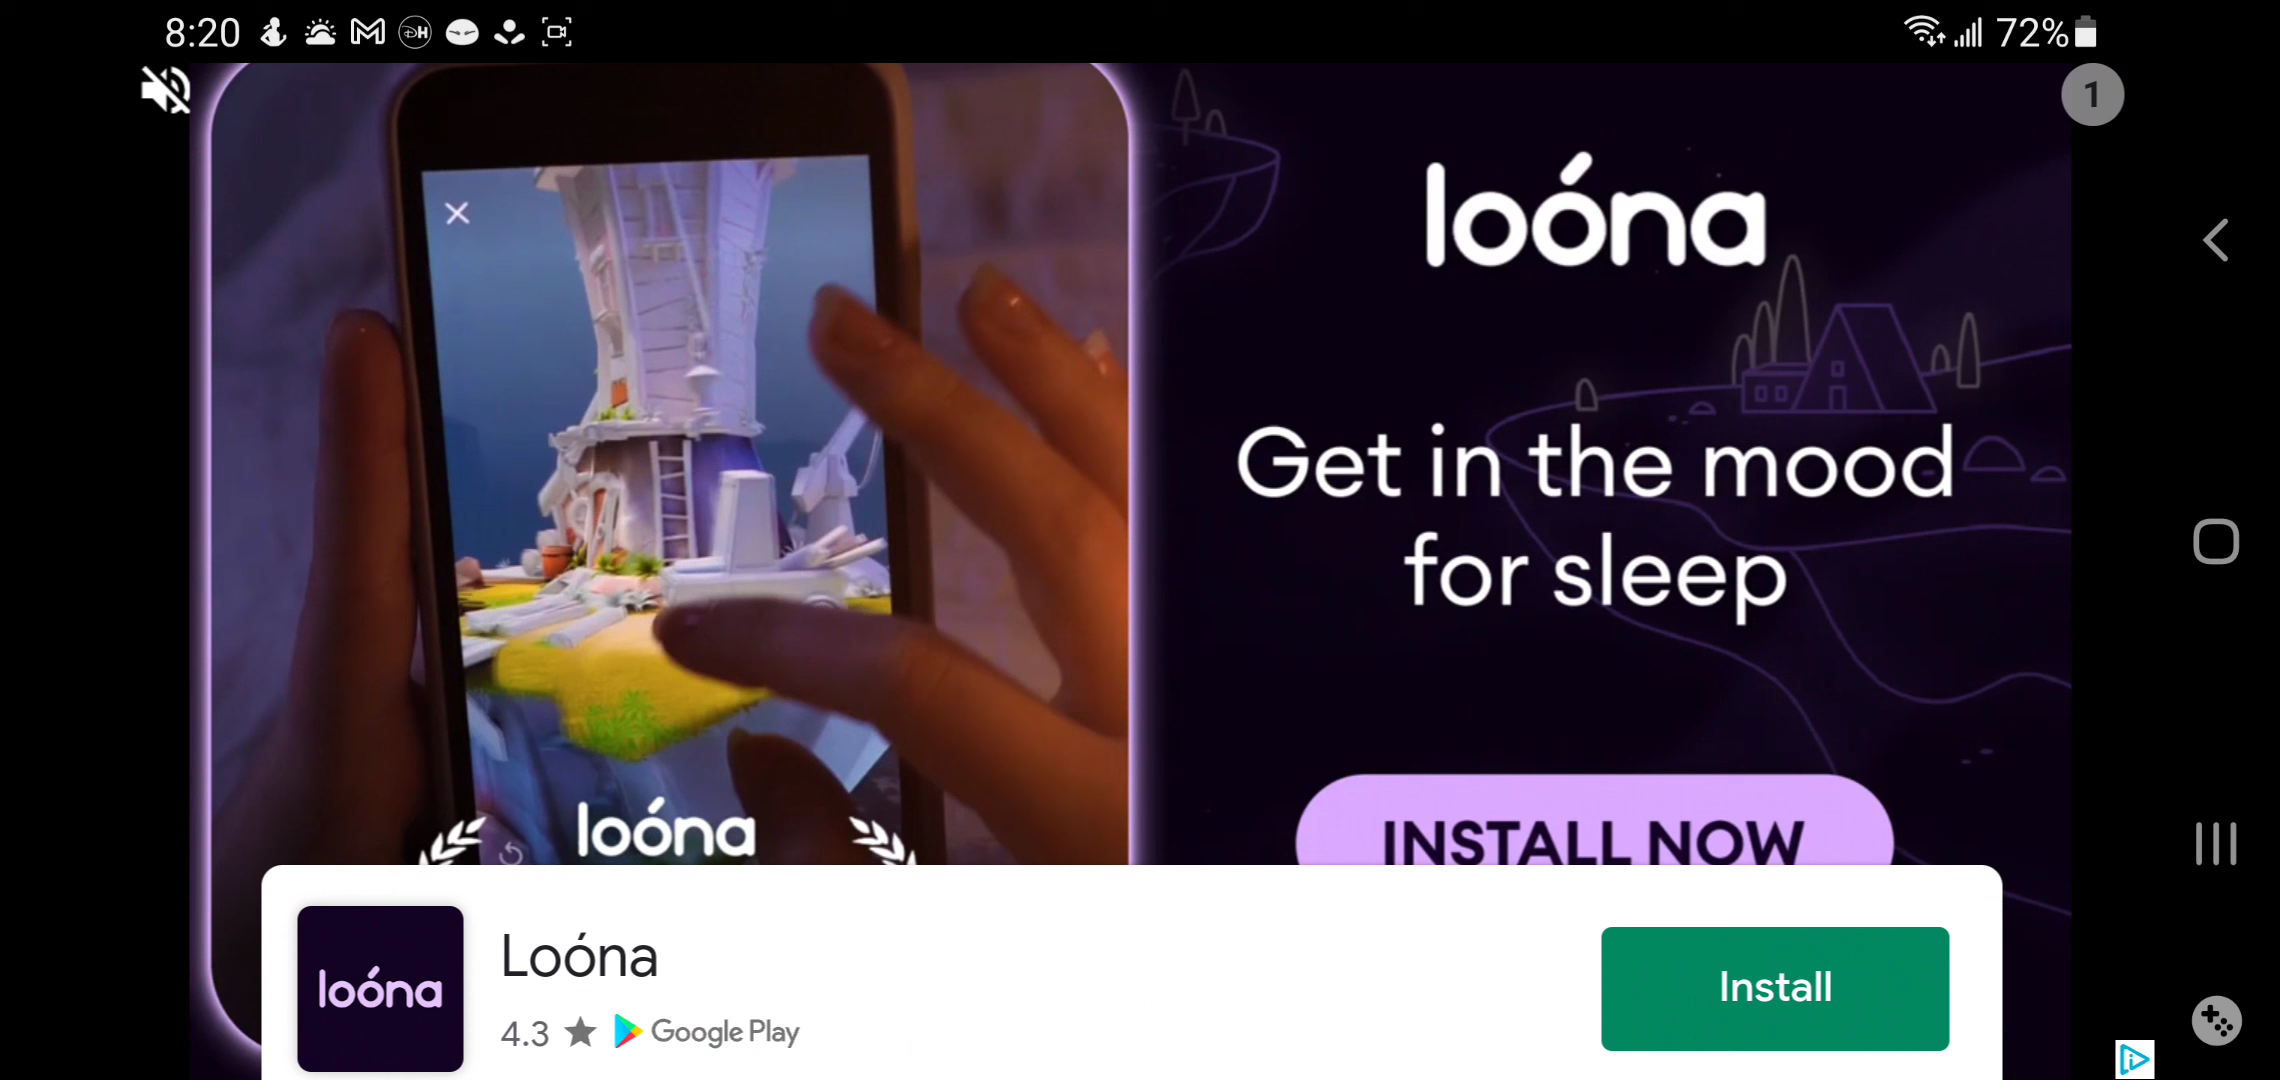 8:20
DH
72%
1
loóna
Get in the mood
for sleep
INSTALL NOW
loóna
loóna
Loóna
4.3
Google Play
Install